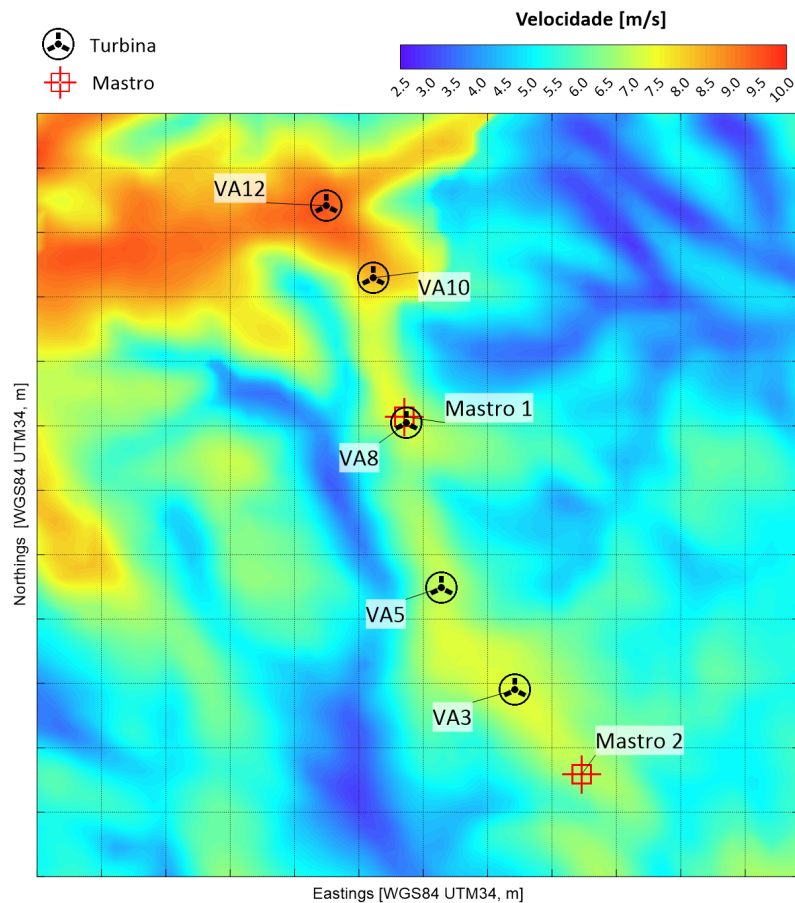 Velocidade [m/s]
Turbina
Mastro
2.5 3.0 3.5 4.0 4.5 5.0 5.5 6.0 6.5 7.0 7.5 8.0 8.5 9.0 9.5 10.0
VA12
VA10
Mastro 1
VA8
VA5
VA3
Mastro 2
Northings [WGS84 UTM34, m]
Eastings [WGS84 UTM34, m]